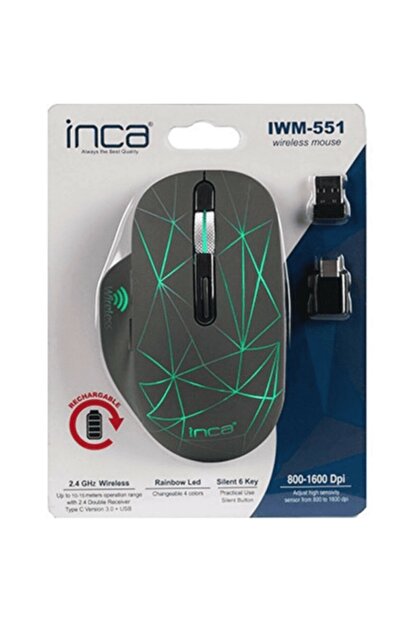 inca®
Always the Best Quality
IWM-551
wireless mouse
Wireless
RECHARGABLE
inca®
2.4 GHz Wireless
Up to 10-15 meters operation range
with 2.4 Double Receiver
Type C Version 3.0 + USB
Rainbow Led
Changeable 4 colors
Silent 6 Key
Practical Use
Silent Button
800-1600 Dpi
Adjust high sensivity
sensor from 800 to 1600 dpi